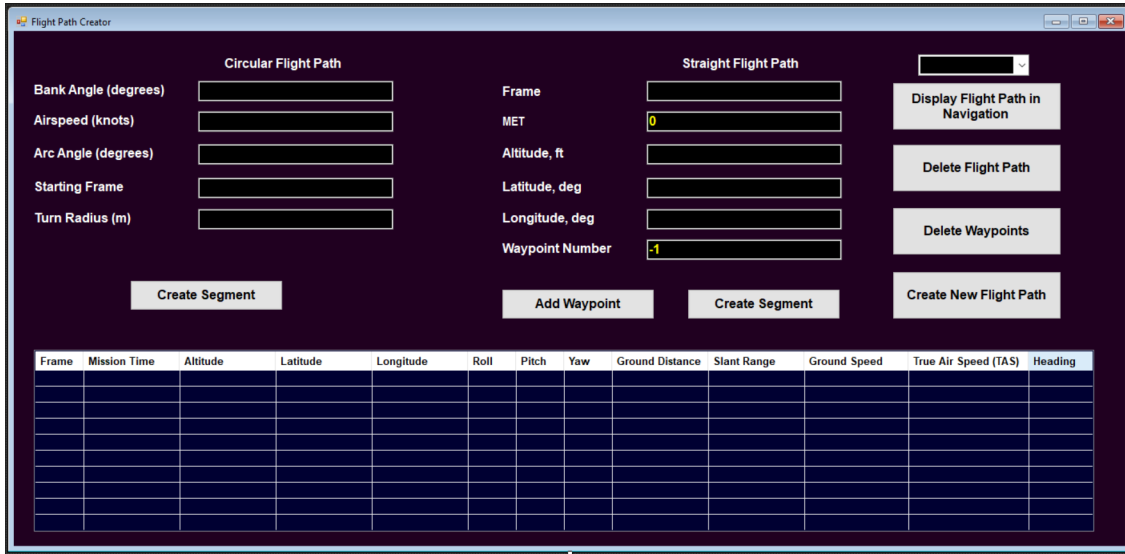 Flight Path Creator
Circular Flight Path
Bank Angle (degrees)
Airspeed (knots)
Arc Angle (degrees)
Starting Frame
Turn Radius (m)
Create Segment
Straight Flight Path
Frame
MET 0
Altitude, ft
Latitude, deg
Longitude, deg
Waypoint Number -1
Add Waypoint Create Segment
Display Flight Path in
Navigation
Delete Flight Path
Delete Waypoints
Create New Flight Path
Frame Mission Time Altitude Latitude Longitude Roll Pitch Yaw Ground Distance Slant Range Ground Speed True Air Speed (TAS) Heading